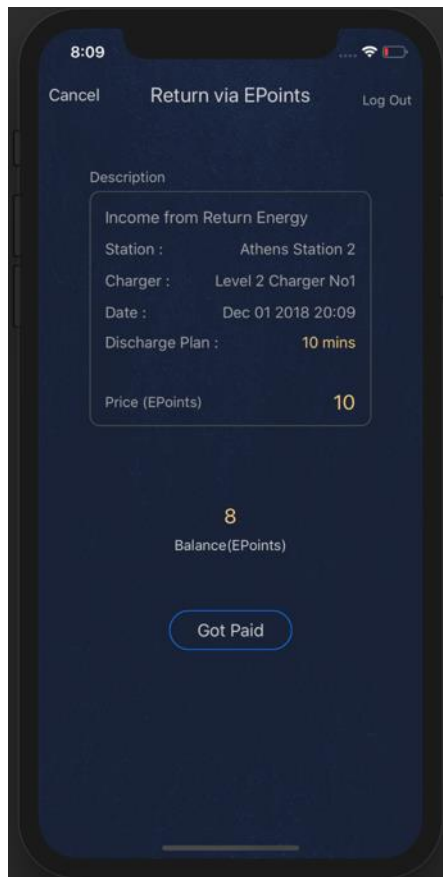 8:09
Cancel Return via EPoints Log Out
Description
Income from Return Energy
Station : Athens Station 2
Charger : Level 2 Charger No1
Date : Dec 01 2018 20:09
Discharge Plan : 10 mins
Price (EPoints) 10
8
Balance(EPoints)
Got Paid